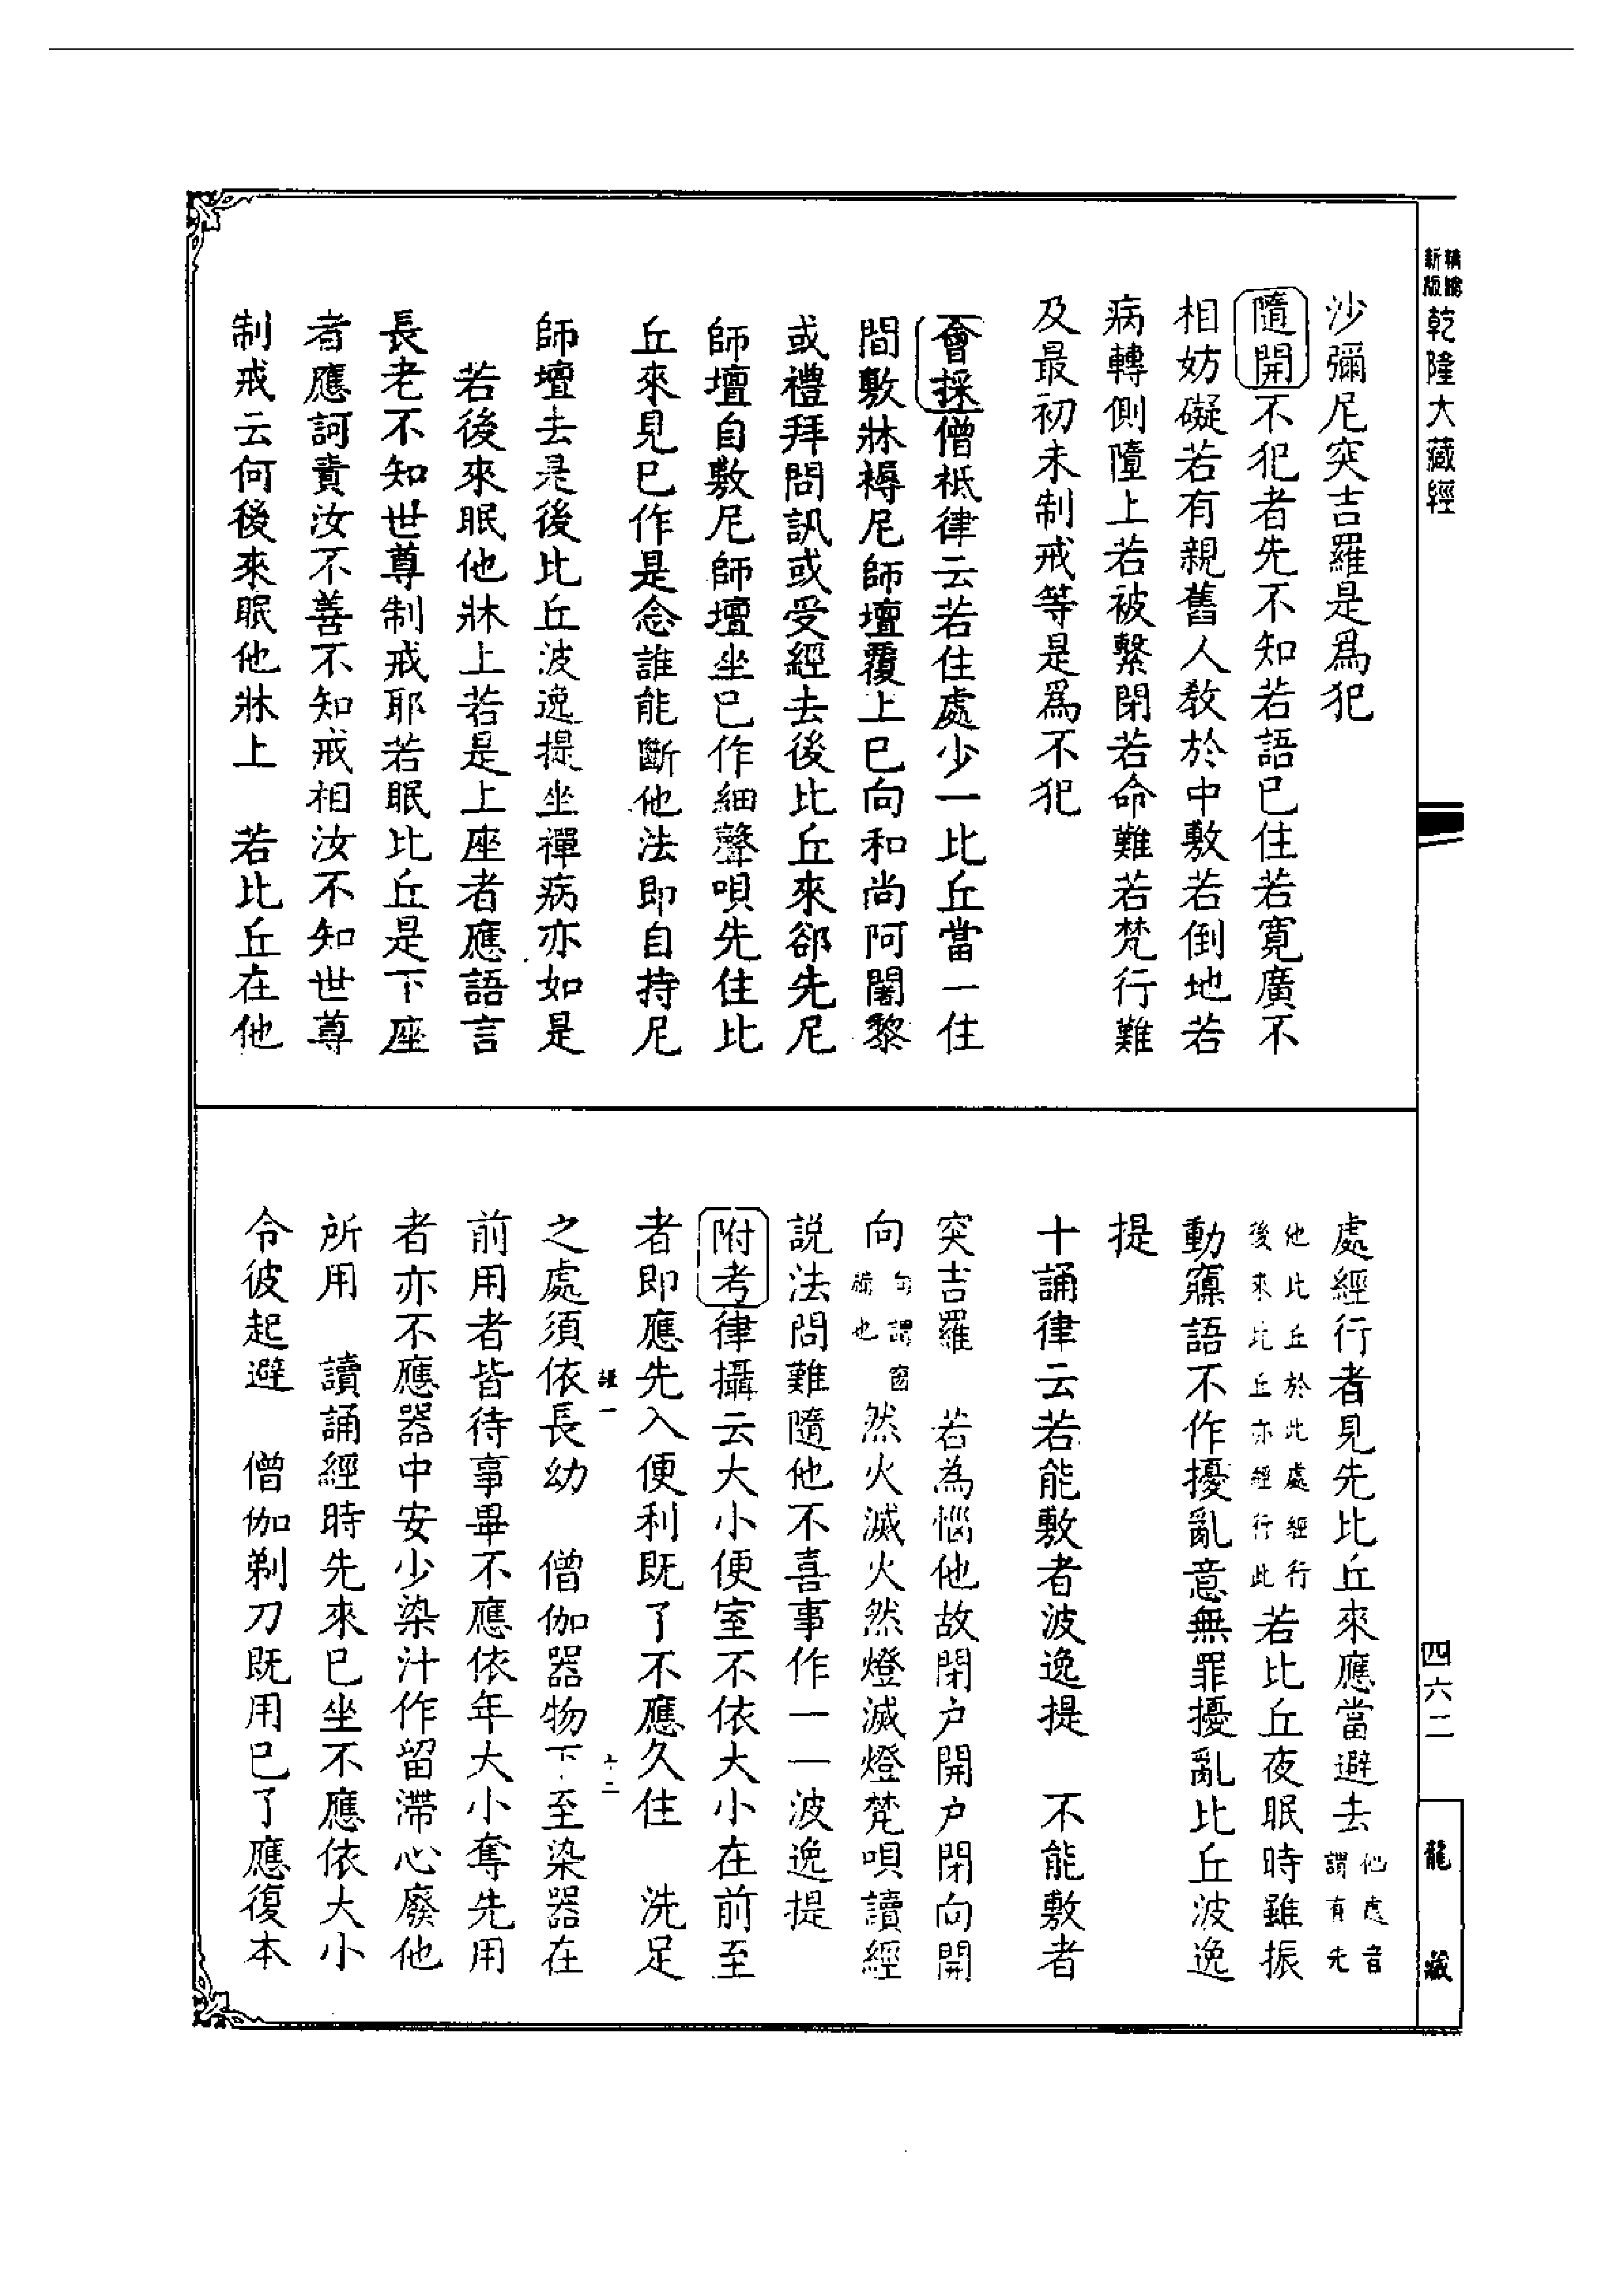 新版
乾隆大藏經
沙彌尼突吉羅是爲犯
隨開不犯者先不知若語已住若寬廣不
相妨礙若有親舊人教於中敷若倒地若
病轉側墮上若被繫閉若命難若梵行難
及最初未制戒等是爲不犯
會採僧祇律云若住處少一比丘當一住
間敷牀褥尼師壇覆上已向和尚阿闍黎
或禮拜問訊或受經去後比丘來卻先尼
師壇自敷尼師壇坐已作細聲唄先住比
丘來見已作是念誰能斷他法即自持尼
師壇去是後比丘波逸提坐禪病亦如是
若後來眠他牀上若是上座者應語言
長老不知世尊制戒耶若眠比丘是下座
者應訶責汝不善不知戒相汝不知世尊
制戒云何後來眠他牀上　若比丘在他
處經行者見先比丘來應當避去他處者
謂有先
他比丘於此處經行
後來比丘亦經行此若比丘夜眠時雖振
動寱語不作擾亂意無罪擾亂比丘波逸
提
十誦律云若能敷者波逸提　不能敷者
突吉羅　若為惱他故閉户開户閉向開
向向謂窗
牖也然火滅火然燈滅燈梵唄讀經
説法問難隨他不喜事作一一波逸提
附考律攝云大小便室不依大小在前至
者即應先入便利既了不應久住　洗足
之處須依長幼　僧伽器物下至染器在
前用者皆待事畢不應依年大小奪先用
者亦不應器中安少染汁作留滯心廢他
所用　讀誦經時先來已坐不應依大小
令彼起避　僧伽剃刀既用已了應復本
四六二
龍藏